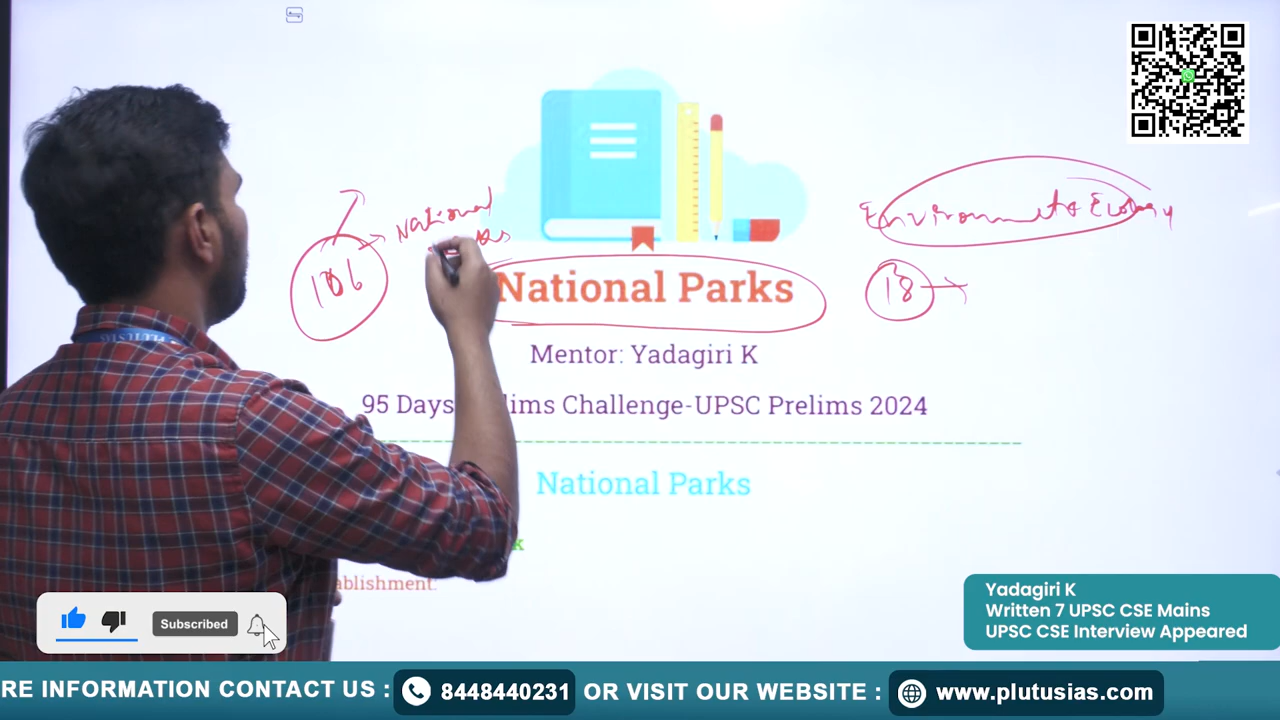 National
106
Environment & Ecology
18
National Parks
Mentor: Yadagiri K
95 Days lims Challenge-UPSC Prelims 2024
National Parks
k
ablishment:
Subscribed
Yadagiri K
Written 7 UPSC CSE Mains
UPSC CSE Interview Appeared
RE INFORMATION CONTACT US : 8448440231 OR VISIT OUR WEBSITE : www.plutusias.com